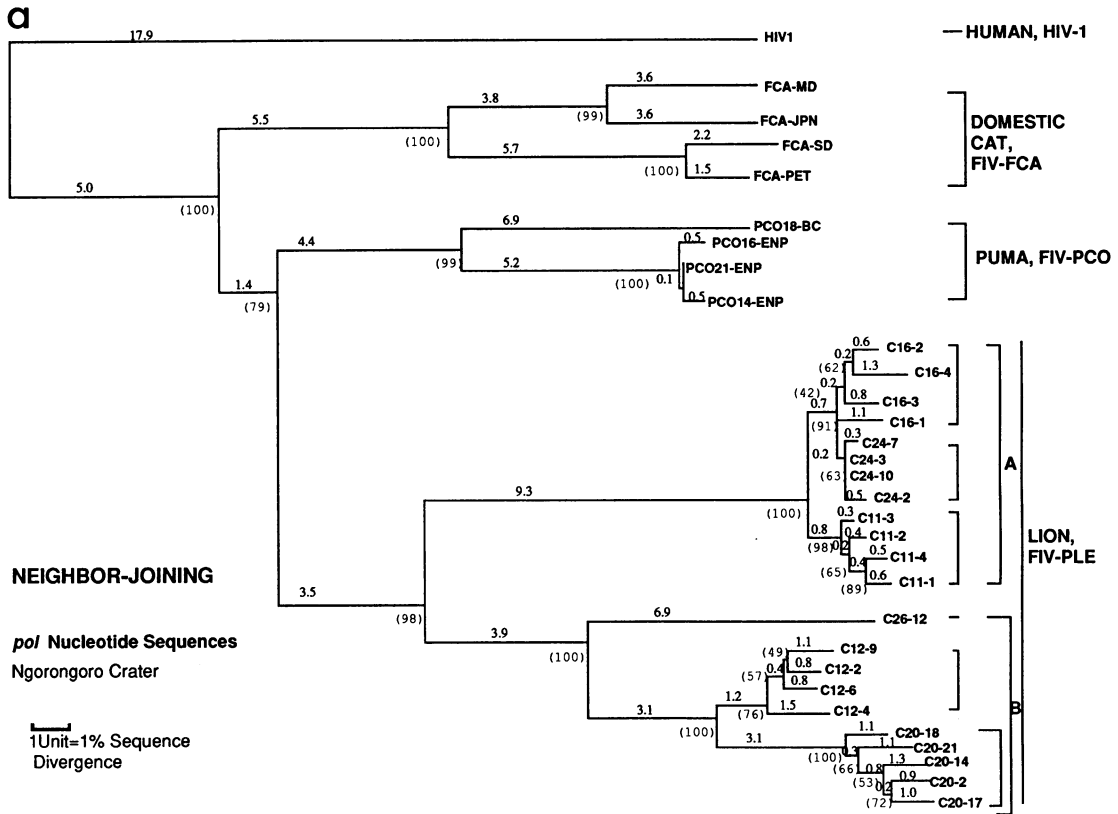 a
17.9
HIV1
HUMAN, HIV-1
3.6
FCA-MD
3.8
(99)
3.6
FCA-JPN
5.5
(100)
2.2
FCA-SD
5.7
(100)
1.5
FCA-PET
DOMESTIC
CAT,
FIV-FCA
5.0
(100)
6.9
PCO18-BC
4.4
0.5
PCO16-ENP
(99)
5.2
PCO21-ENP
(100)
0.1
0.5
PCO14-ENP
PUMA, FIV-PCO
1.4
(79)
0.6
C16-2
0.2
(62)
1.3
C16-4
0.2
(42)
0.8
C16-3
0.7
1.1
C16-1
(91)
0.3
C24-7
0.2
C24-3
(63)
C24-10
0.5
C24-2
A
9.3
(100)
0.3
C11-3
0.8
0.4
C11-2
(98)
0.2
0.5
C11-4
(65)
0.4
0.6
C11-1
(89)
LION,
FIV-PLE
NEIGHBOR-JOINING
3.5
(98)
6.9
C26-12
3.9
(100)
pol Nucleotide Sequences
Ngorongoro Crater
1.1
C12-9
(49)
0.8
C12-2
0.4
(57)
0.8
C12-6
1.2
1.5
C12-4
(76)
3.1
(100)
B
1.1
C20-18
3.1
1.1
C20-21
(100)
0.3
1.3
C20-14
(66)
0.8
0.9
C20-2
(53)
0.2
1.0
C20-17
(72)
1Unit=1% Sequence
Divergence